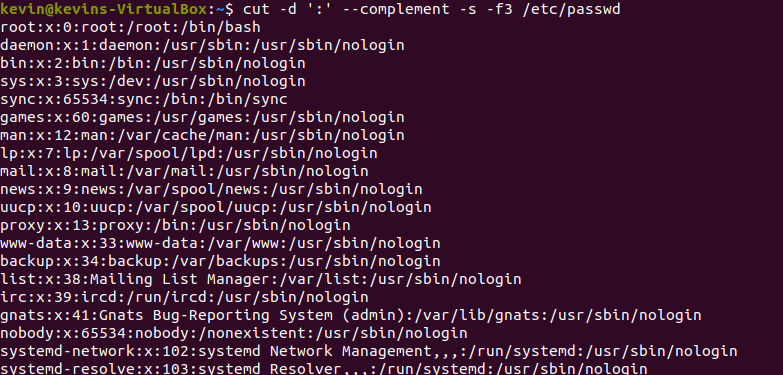 kevin@kevins-VirtualBox:~$ cut -d ':' --complement -s -f3 /etc/passwd
root:x:0:root:/root:/bin/bash
daemon:x:1:daemon:/usr/sbin:/usr/sbin/nologin
bin:x:2:bin:/bin:/usr/sbin/nologin
sys:x:3:sys:/dev:/usr/sbin/nologin
sync:x:65534:sync:/bin:/bin/sync
games:x:60:games:/usr/games:/usr/sbin/nologin
man:x:12:man:/var/cache/man:/usr/sbin/nologin
lp:x:7:lp:/var/spool/lpd:/usr/sbin/nologin
mail:x:8:mail:/var/mail:/usr/sbin/nologin
news:x:9:news:/var/spool/news:/usr/sbin/nologin
uucp:x:10:uucp:/var/spool/uucp:/usr/sbin/nologin
proxy:x:13:proxy:/bin:/usr/sbin/nologin
www-data:x:33:www-data:/var/www:/usr/sbin/nologin
backup:x:34:backup:/var/backups:/usr/sbin/nologin
list:x:38:Mailing List Manager:/var/list:/usr/sbin/nologin
irc:x:39:ircd:/run/ircd:/usr/sbin/nologin
gnats:x:41:Gnats Bug-Reporting System (admin):/var/lib/gnats:/usr/sbin/nologin
nobody:x:65534:nobody:/nonexistent:/usr/sbin/nologin
systemd-network:x:102:systemd Network Management,,,:/run/systemd:/usr/sbin/nologin
systemd-resolve:x:103:systemd Resolver,,,:/run/systemd:/usr/sbin/nologin